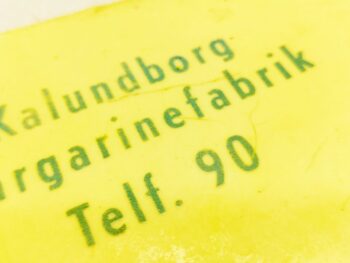 Kalundborg
argarinefabrik
Telf. 90